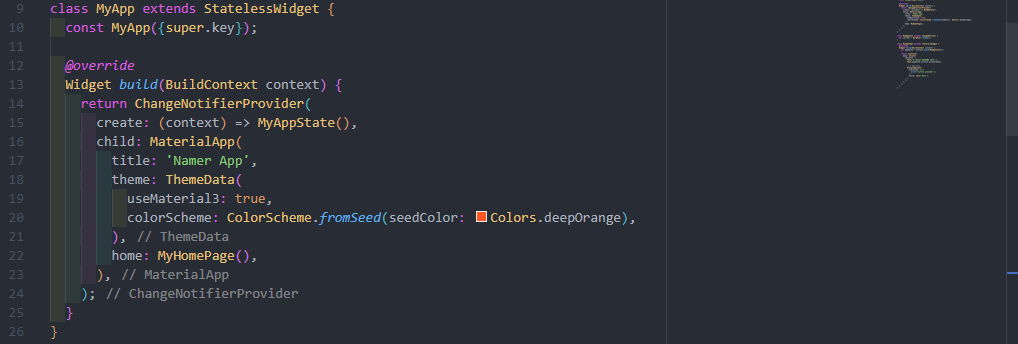 9 class MyApp extends StatelessWidget {
10   const MyApp({super.key});
11
12   @override
13   Widget build(BuildContext context) {
14     return ChangeNotifierProvider(
15       create: (context) => MyAppState(),
16       child: MaterialApp(
17         title: 'Namer App',
18         theme: ThemeData(
19           useMaterial3: true,
20           colorScheme: ColorScheme.fromSeed(seedColor: Colors.deepOrange),
21         ), // ThemeData
22         home: MyHomePage(),
23       ), // MaterialApp
24     ); // ChangeNotifierProvider
25   }
26 }